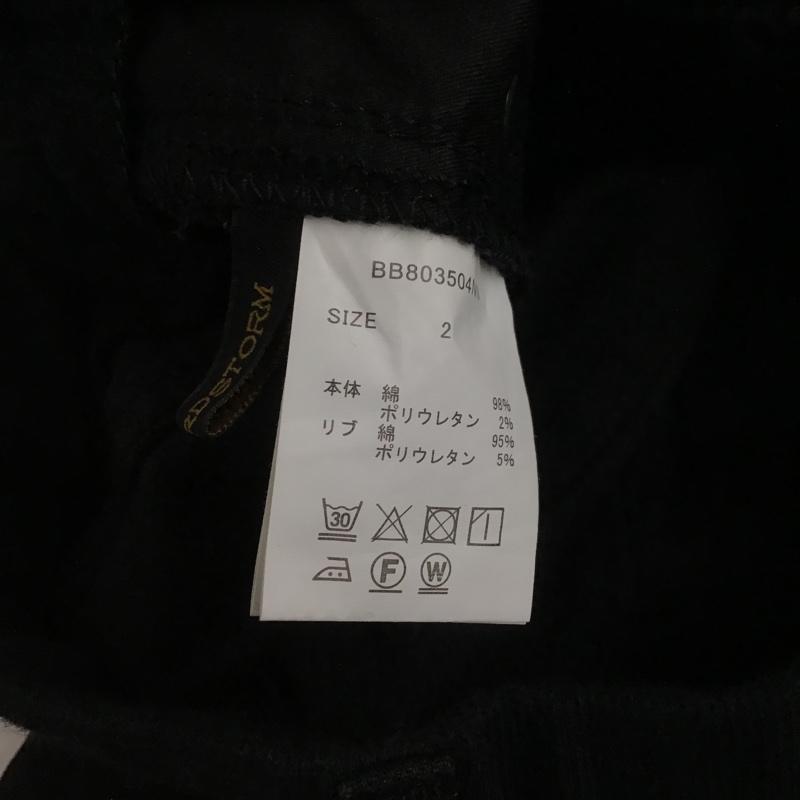 BB803504
SIZE 2
本体 綿 98%
ポリウレタン 2%
リブ 綿 95%
ポリウレタン 5%
30
F W